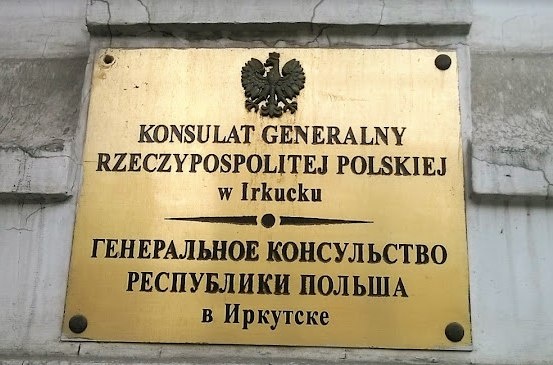 KONSULAT GENERALNY
RZECZYPOSPOLITEJ POLSKIEJ
w Irkucku
ГЕНЕРАЛЬНОЕ КОНСУЛЬСТВО
РЕСПУБЛИКИ ПОЛЬША
в Иркутске